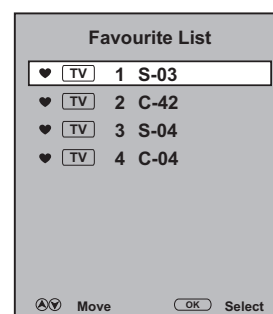 Favourite List
TV 1 S-03
TV 2 C-42
TV 3 S-04
TV 4 C-04
Move OK Select